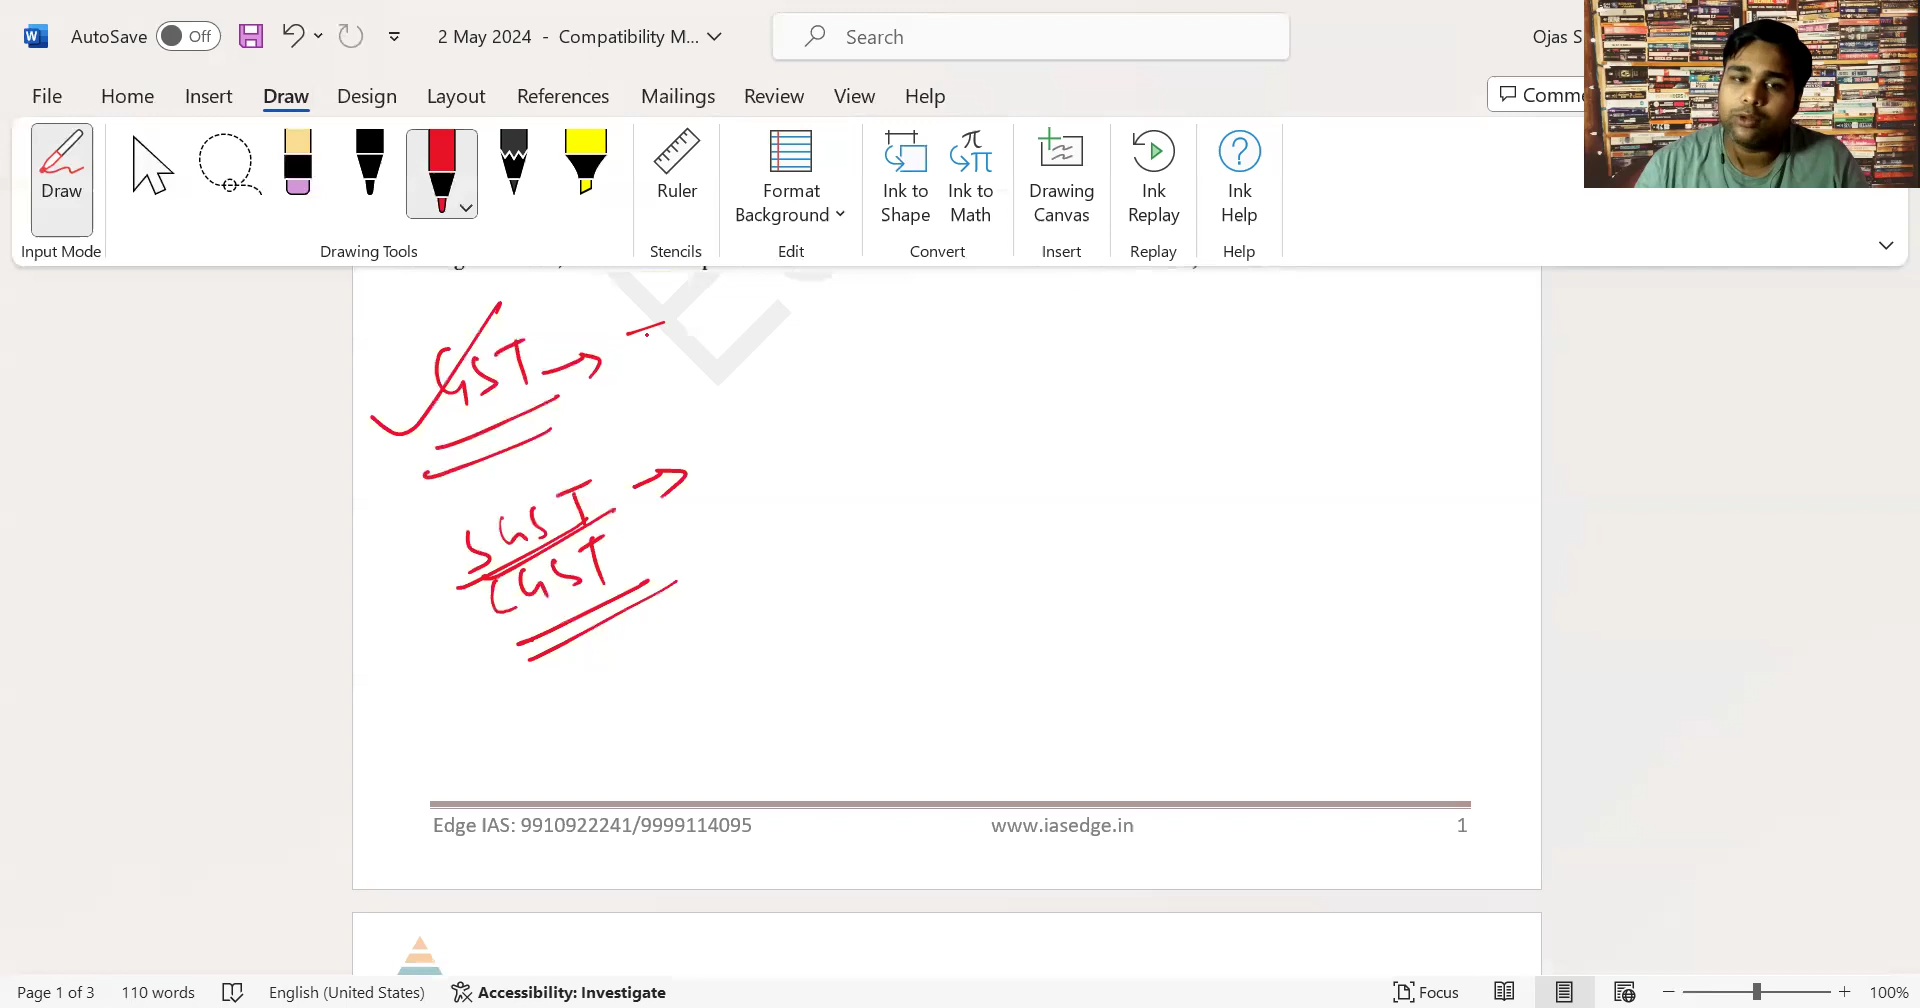 AutoSave Off 2 May 2024 - Compatibility M... Search Ojas S
File Home Insert Draw Design Layout References Mailings Review View Help Comme
Draw Ruler Format Background Ink to Shape Ink to Math Drawing Canvas Ink Replay Ink Help
Input Mode Drawing Tools Stencils Edit Convert Insert Replay Help
GST →
SGST →
CGST
Edge IAS: 9910922241/9999114095 www.iasedge.in 1
Page 1 of 3 110 words English (United States) Accessibility: Investigate Focus 100%